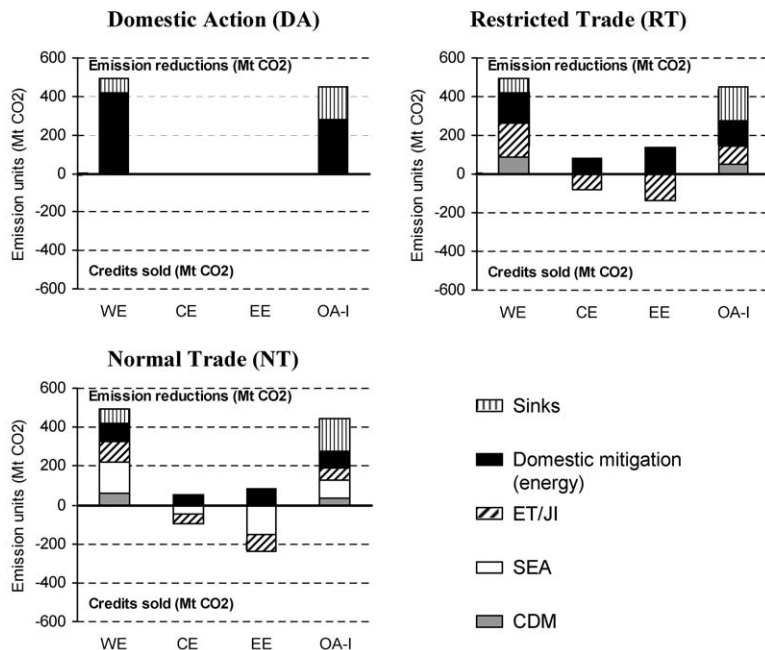 Domestic Action (DA)
Emission units (Mt CO2)
600
400
200
0
-200
-400
-600
Emission reductions (Mt CO2)
Credits sold (Mt CO2)
WE CE EE OA-I
Restricted Trade (RT)
Emission units (Mt CO2)
600
400
200
0
-200
-400
-600
Emission reductions (Mt CO2)
Credits sold (Mt CO2)
WE CE EE OA-I
Normal Trade (NT)
Emission units (Mt CO2)
600
400
200
0
-200
-400
-600
Emission reductions (Mt CO2)
Credits sold (Mt CO2)
WE CE EE OA-I
Sinks
Domestic mitigation
(energy)
ET/JI
SEA
CDM